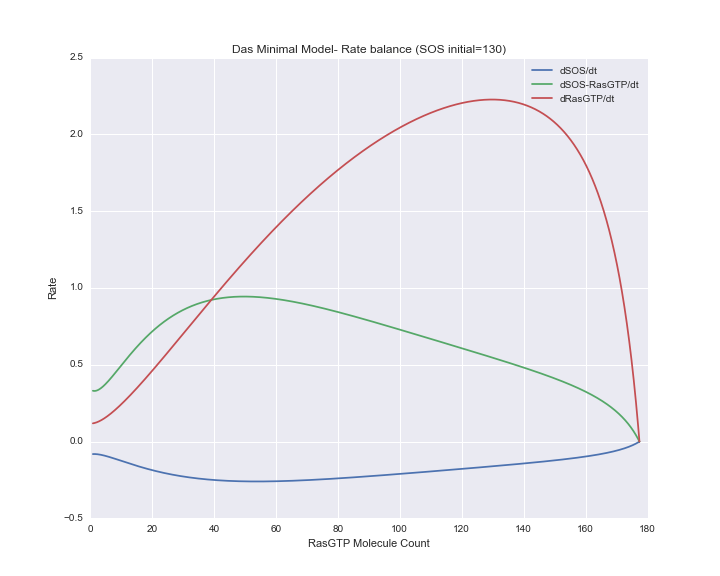 Das Minimal Model- Rate balance (SOS initial=130)
2.5
2.0
1.5
1.0
0.5
0.0
−0.5
Rate
dSOS/dt
dSOS-RasGTP/dt
dRasGTP/dt
0 20 40 60 80 100 120 140 160 180
RasGTP Molecule Count